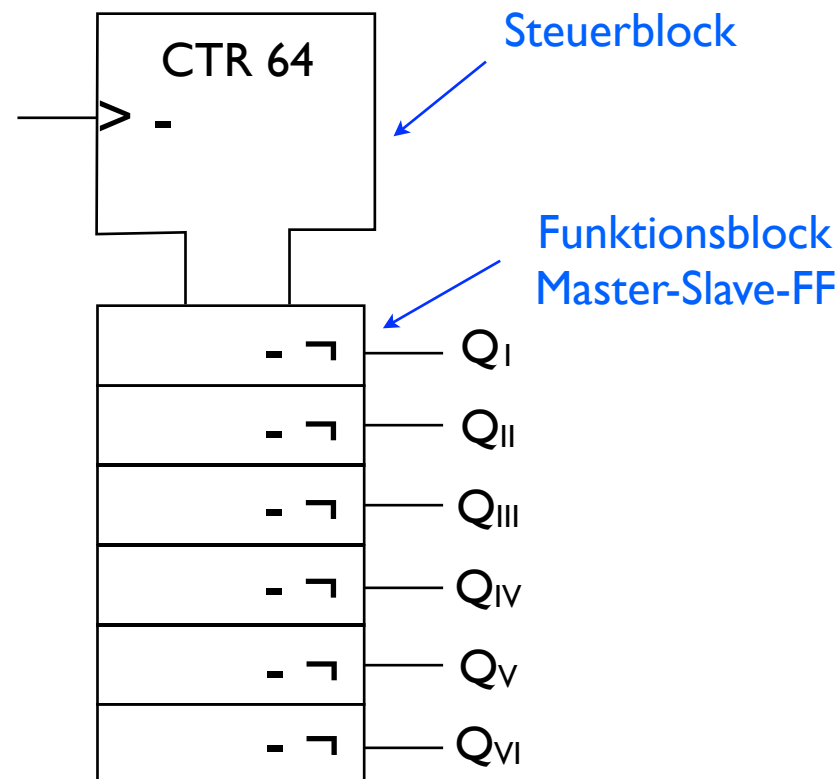 Steuerblock
CTR 64
> -
Funktionsblock
Master-Slave-FF
- ¬ QI
- ¬ QII
- ¬ QIII
- ¬ QIV
- ¬ QV
- ¬ QVI